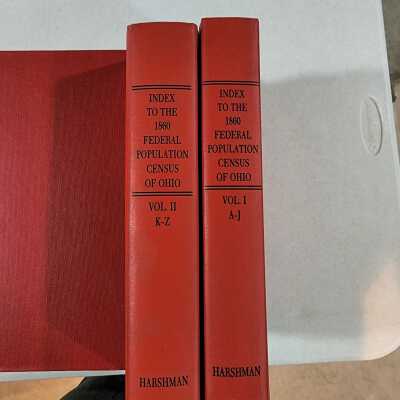 INDEX
TO THE
1860
FEDERAL
POPULATION
CENSUS
OF OHIO
VOL. II
K-Z
HARSHMAN
INDEX
TO THE
1860
FEDERAL
POPULATION
CENSUS
OF OHIO
VOL. I
A-J
HARSHMAN